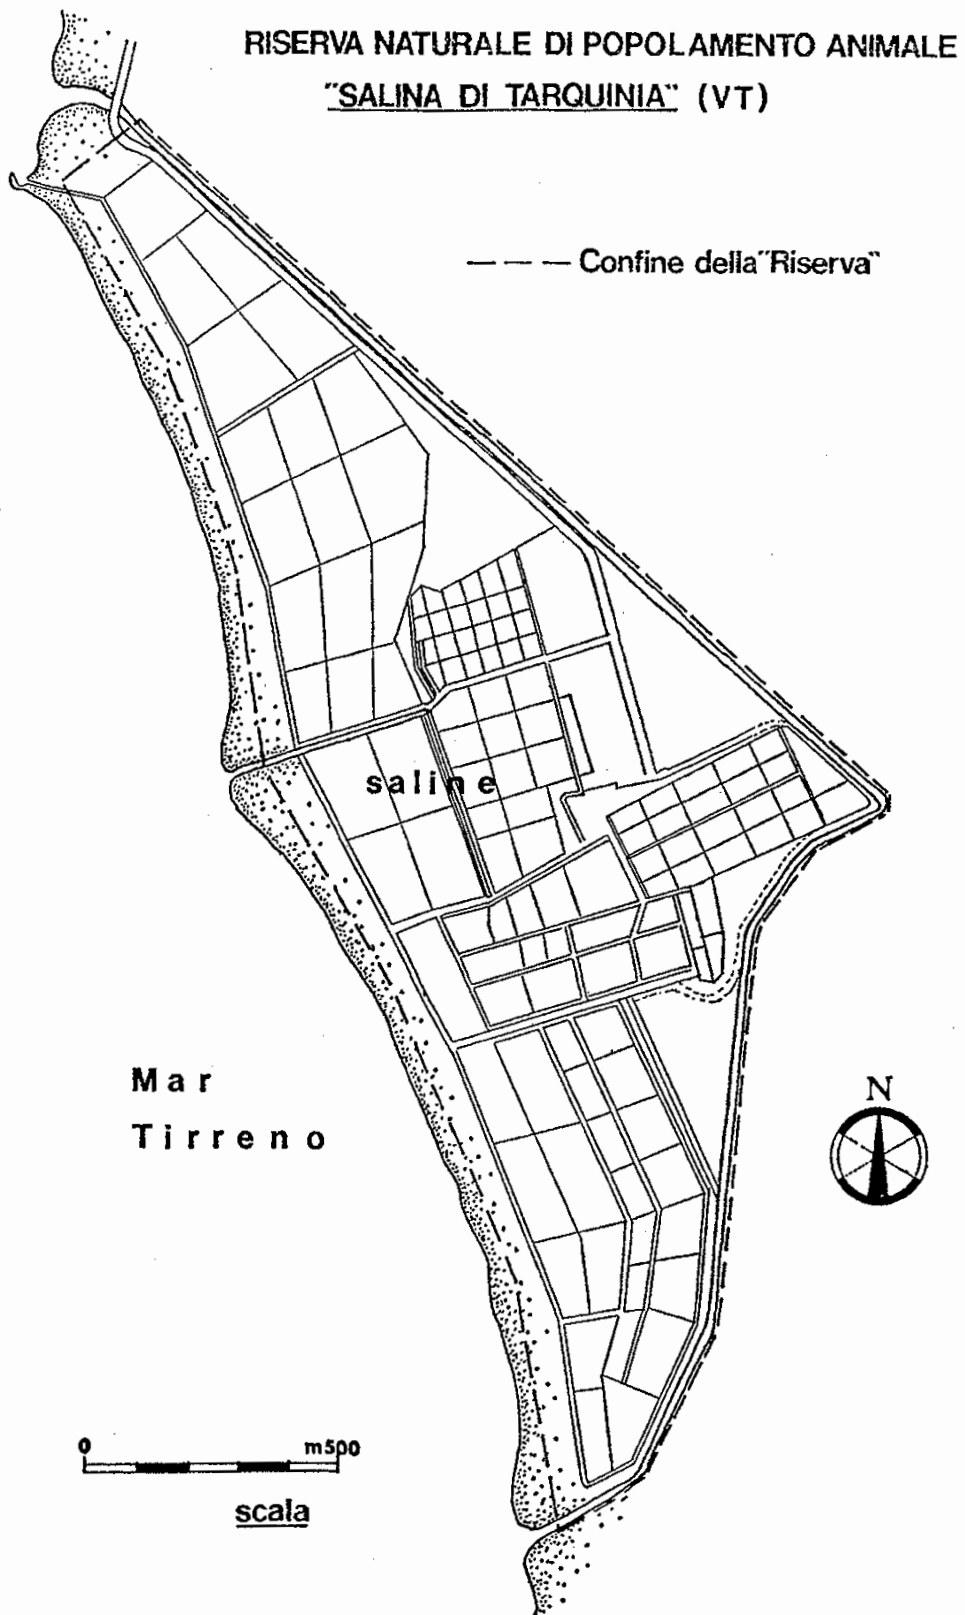 RISERVA NATURALE DI POPOLAMENTO ANIMALE
"SALINA DI TARQUINIA" (VT)
Confine della "Riserva"
saline
Mar
Tirreno
N
0 m500
scala